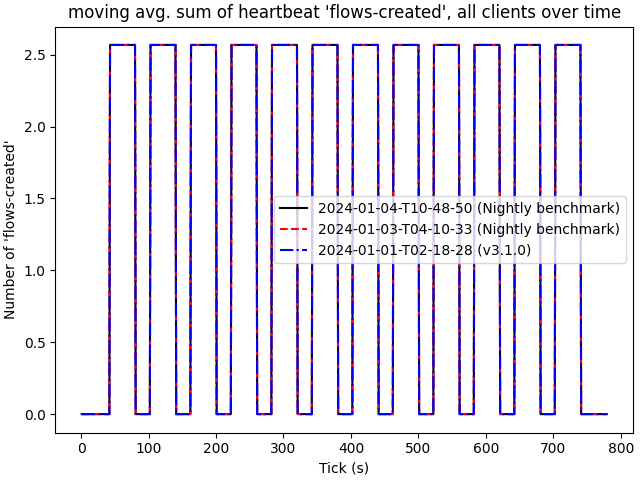 moving avg. sum of heartbeat 'flows-created', all clients over time
Number of 'flows-created'
2.5
2.0
1.5
1.0
0.5
0.0
2024-01-04-T10-48-50 (Nightly benchmark)
2024-01-03-T04-10-33 (Nightly benchmark)
2024-01-01-T02-18-28 (v3.1.0)
0 100 200 300 400 500 600 700 800
Tick (s)